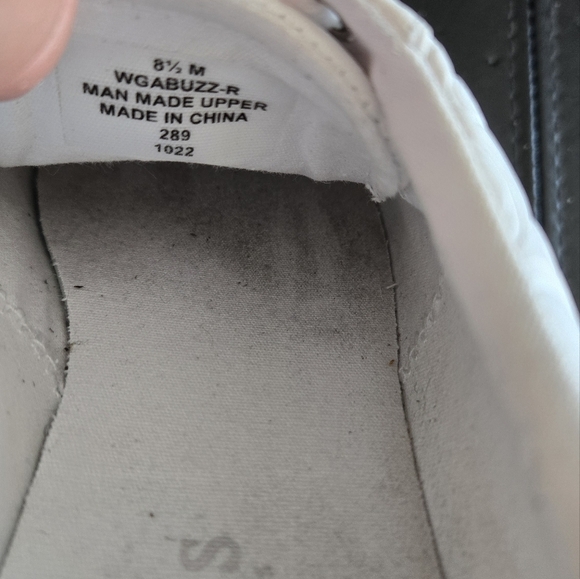 8½ M
WGABUZZ-R
MAN MADE UPPER
MADE IN CHINA
289
1022
S